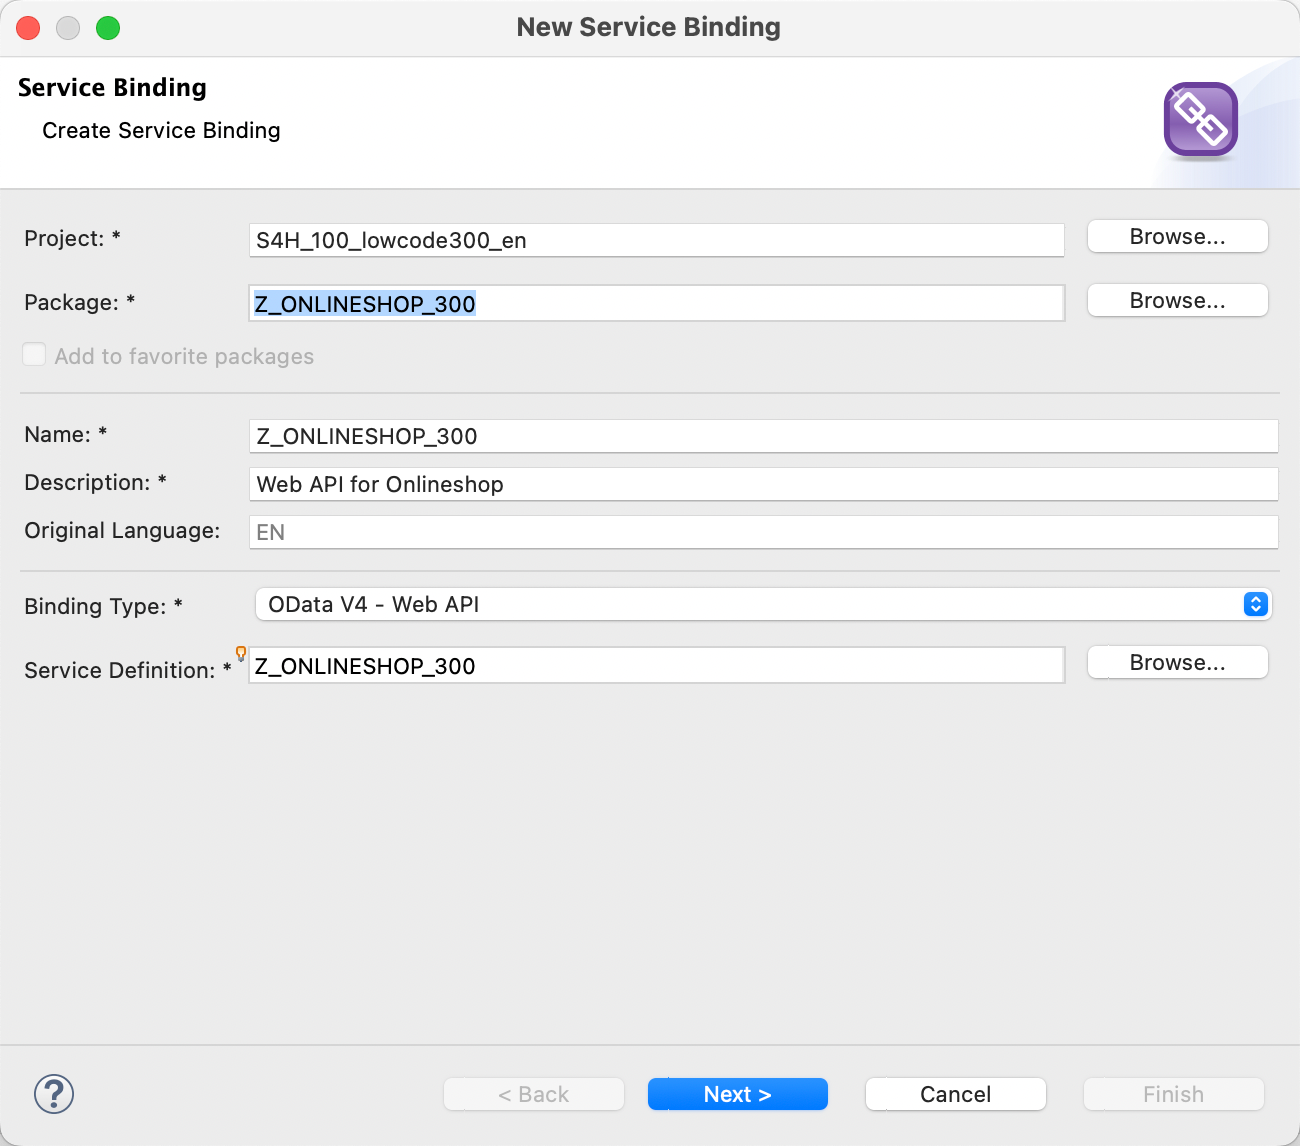 New Service Binding
Service Binding
Create Service Binding
Project: * S4H_100_lowcode300_en Browse...
Package: * Z_ONLINESHOP_300 Browse...
Add to favorite packages
Name: * Z_ONLINESHOP_300
Description: * Web API for Onlineshop
Original Language: EN
Binding Type: * OData V4 - Web API
Service Definition: * Z_ONLINESHOP_300 Browse...
? < Back Next > Cancel Finish